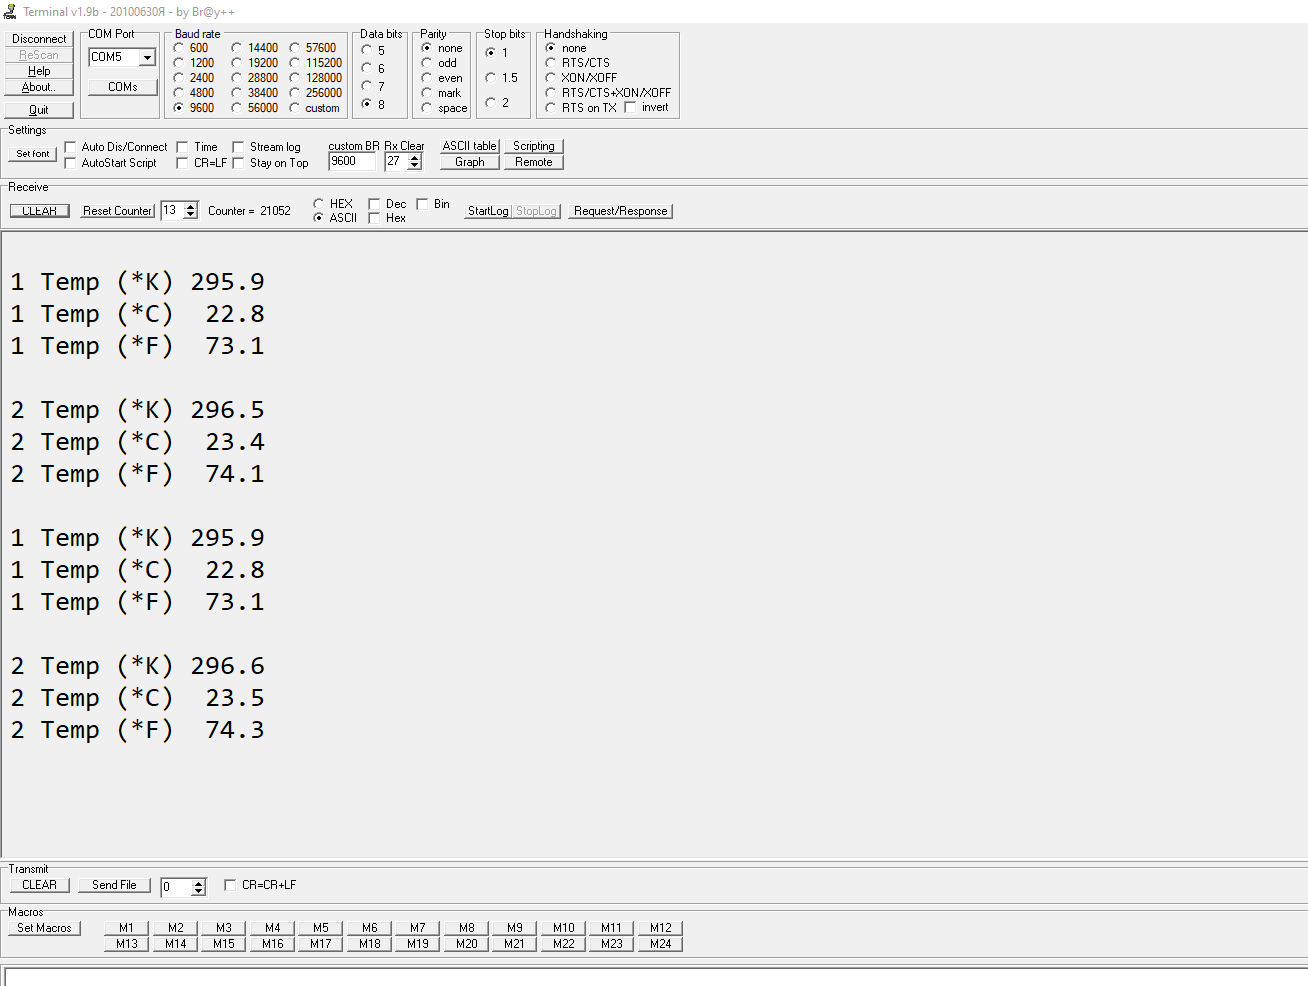 Terminal v1.9b - 20100630Я - by Br@y++
Disconnect
ReScan
Help
About..
Quit
COM Port
COM5
COMs
Baud rate
600 14400 57600
1200 19200 115200
2400 28800 128000
4800 38400 256000
9600 56000 custom
Data bits
5
6
7
8
Parity
none
odd
even
mark
space
Stop bits
1
1.5
2
Handshaking
none
RTS/CTS
XON/XOFF
RTS/CTS+XON/XOFF
RTS on TX invert
Settings
Set font
Auto Dis/Connect Time Stream log
AutoStart Script CR=LF Stay on Top
custom BR Rx Clear
9600 27
ASCII table Scripting
Graph Remote
Receive
CLEAR Reset Counter 13 Counter = 21052
HEX Dec Bin
ASCII Hex
StartLog StopLog Request/Response
1 Temp (*K) 295.9
1 Temp (*C) 22.8
1 Temp (*F) 73.1
2 Temp (*K) 296.5
2 Temp (*C) 23.4
2 Temp (*F) 74.1
1 Temp (*K) 295.9
1 Temp (*C) 22.8
1 Temp (*F) 73.1
2 Temp (*K) 296.6
2 Temp (*C) 23.5
2 Temp (*F) 74.3
Transmit
CLEAR Send File 0 CR=CR+LF
Macros
Set Macros M1 M2 M3 M4 M5 M6 M7 M8 M9 M10 M11 M12
M13 M14 M15 M16 M17 M18 M19 M20 M21 M22 M23 M24